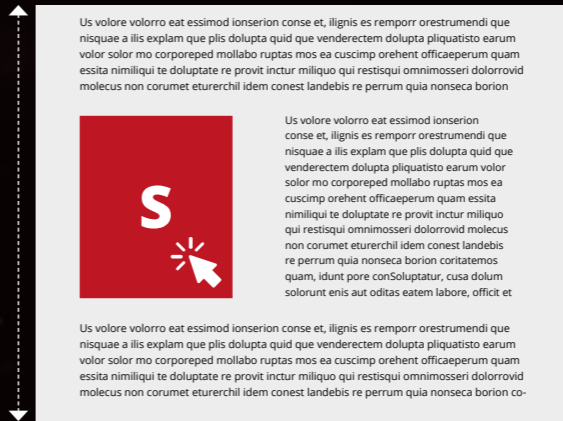 Us volore volorro eat essimod ionserion conse et, ilignis es remporr orestrumendi que
nisquae a ilis explam que plis dolupta quid que venderectem dolupta pliquatisto earum
volor solor mo corporeped mollabo ruptas mos ea cuscimp orehent officaeperum quam
essita nimiliqui te doluptate re provit inctur miliquo qui restisqui omnimosseri dolorrovid
molecus non corumet eturerchil idem conest landebis re perrum quia nonseca borion
S
Us volore volorro eat essimod ionserion
conse et, ilignis es remporr orestrumendi que
nisquae a ilis explam que plis dolupta quid que
venderectem dolupta pliquatisto earum volor
solor mo corporeped mollabo ruptas mos ea
cuscimp orehent officaeperum quam essita
nimiliqui te doluptate re provit inctur miliquo
qui restisqui omnimosseri dolorrovid molecus
non corumet eturerchil idem conest landebis
re perrum quia nonseca borion coritatemos
quam, idunt pore conSoluptatur, cusa dolum
solorunt enis aut oditas eatem labore, officit et
Us volore volorro eat essimod ionserion conse et, ilignis es remporr orestrumendi que
nisquae a ilis explam que plis dolupta quid que venderectem dolupta pliquatisto earum
volor solor mo corporeped mollabo ruptas mos ea cuscimp orehent officaeperum quam
essita nimiliqui te doluptate re provit inctur miliquo qui restisqui omnimosseri dolorrovid
molecus non corumet eturerchil idem conest landebis re perrum quia nonseca borion co-